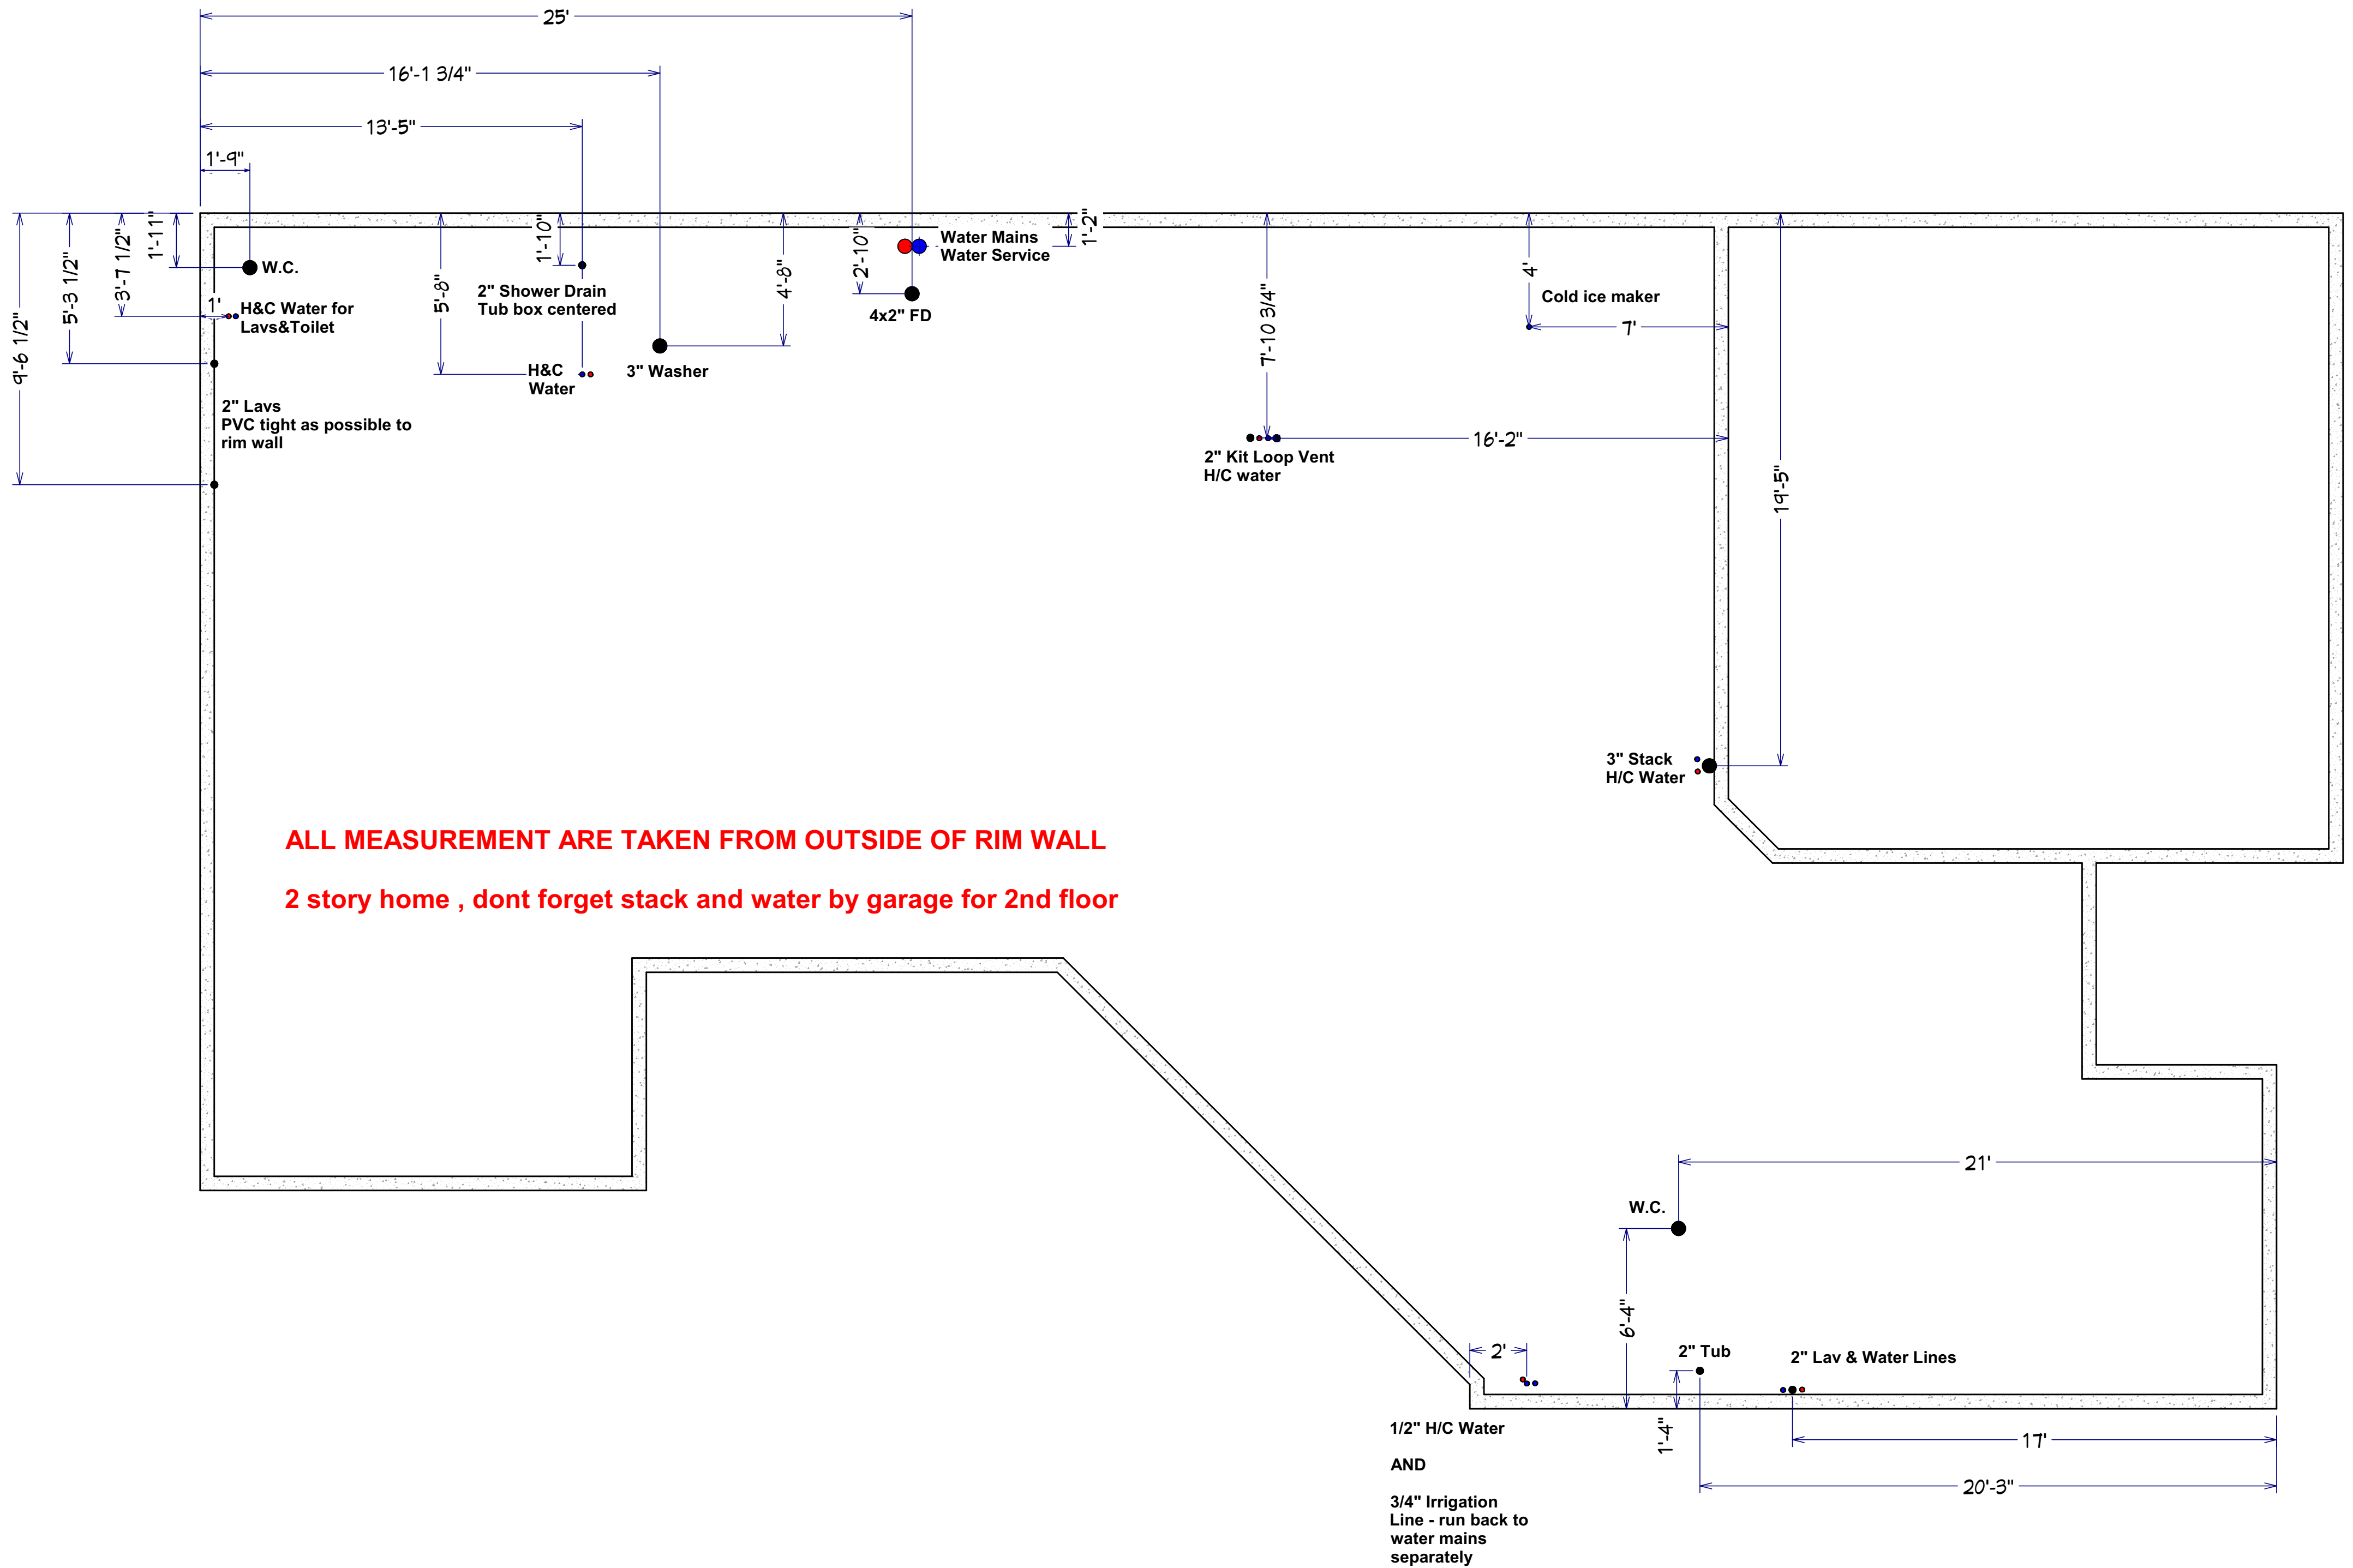 25'
16'-1 3/4"
13'-5"
1'-9"
1'-11"
3'-7 1/2"
5'-3 1/2"
9'-6 1/2"
W.C.
1'
H&C Water for
Lavs&Toilet
2" Lavs
PVC tight as possible to
rim wall
5'-8"
1'-10"
2" Shower Drain
Tub box centered
H&C
Water
4'-8"
3" Washer
2'-10"
4x2" FD
Water Mains
Water Service
1'-2"
7'-10 3/4"
2" Kit Loop Vent
H/C water
16'-2"
4'
Cold ice maker
7'
19'-5"
3" Stack
H/C Water
ALL MEASUREMENT ARE TAKEN FROM OUTSIDE OF RIM WALL
2 story home , dont forget stack and water by garage for 2nd floor
21'
W.C.
6'-4"
2'
2" Tub
2" Lav & Water Lines
1'-4"
17'
20'-3"
1/2" H/C Water
AND
3/4" Irrigation
Line - run back to
water mains
separately